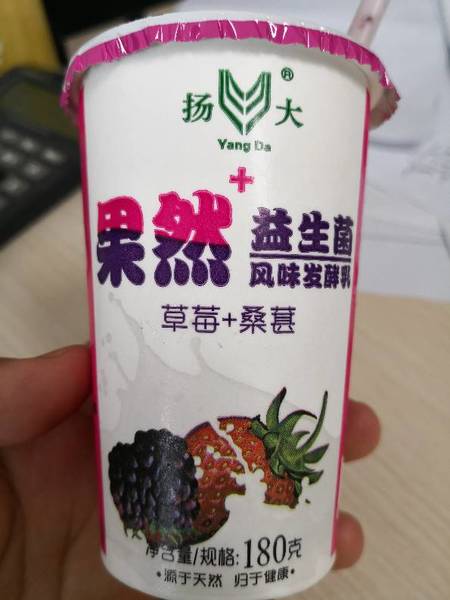 扬 大 ®
Yang Da
果然+ 益生菌
风味发酵乳
草莓+桑葚
净含量/规格:180克
·源于天然 归于健康·